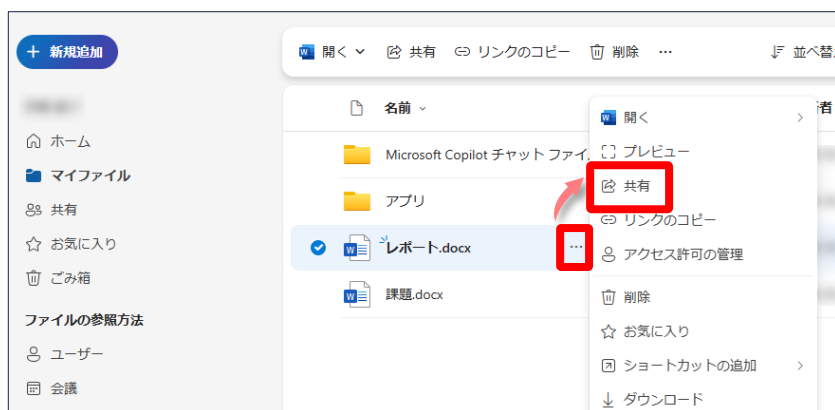 + 新規追加
開く 共有 リンクのコピー 削除 … 並べ替
ホーム
マイファイル
共有
お気に入り
ごみ箱
ファイルの参照方法
ユーザー
会議
名前
Microsoft Copilot チャット ファイ
アプリ
レポート.docx …
課題.docx
者
開く
プレビュー
共有
リンクのコピー
アクセス許可の管理
削除
お気に入り
ショートカットの追加
ダウンロード